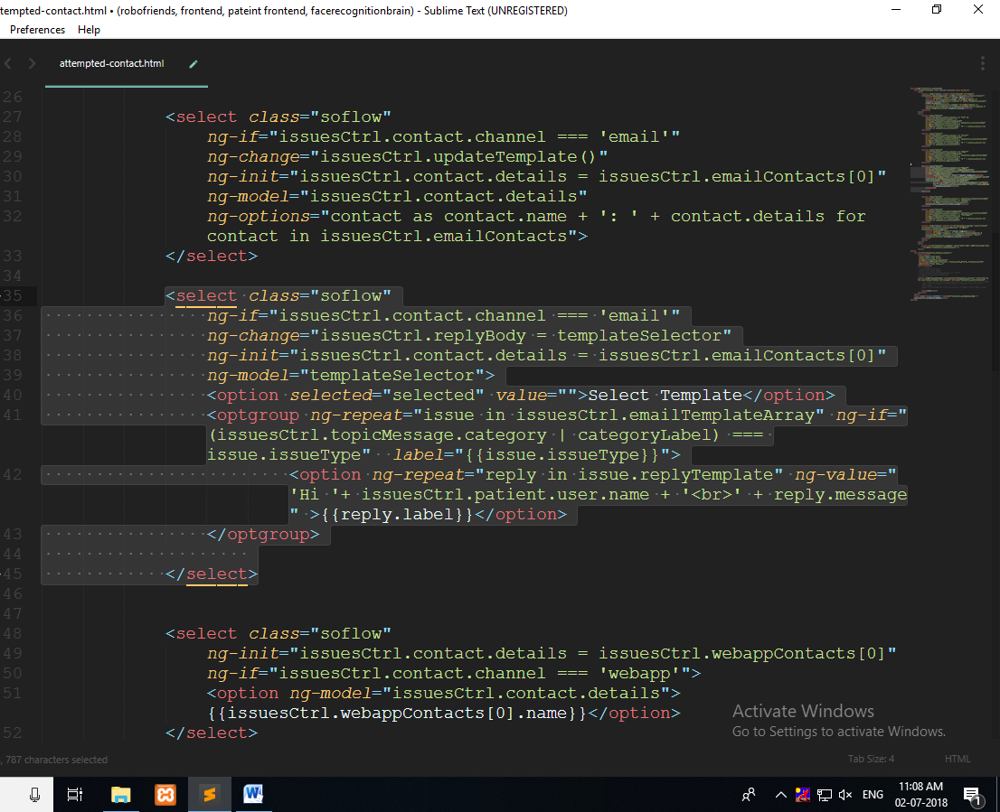 tempted-contact.html • (robofriends, frontend, pateint frontend, facerecognitionbrain) - Sublime Text (UNREGISTERED)
Preferences Help
attempted-contact.html
26
27 <select class="soflow"
28 ng-if="issuesCtrl.contact.channel === 'email'"
29 ng-change="issuesCtrl.updateTemplate()"
30 ng-init="issuesCtrl.contact.details = issuesCtrl.emailContacts[0]"
31 ng-model="issuesCtrl.contact.details"
32 ng-options="contact as contact.name + ': ' + contact.details for
contact in issuesCtrl.emailContacts">
33 </select>
34
35 <select class="soflow"
36 ng-if="issuesCtrl.contact.channel === 'email'"
37 ng-change="issuesCtrl.replyBody = templateSelector"
38 ng-init="issuesCtrl.contact.details = issuesCtrl.emailContacts[0]"
39 ng-model="templateSelector">
40 <option selected="selected" value="">Select Template</option>
41 <optgroup ng-repeat="issue in issuesCtrl.emailTemplateArray" ng-if="
(issuesCtrl.topicMessage.category | categoryLabel) ===
issue.issueType"  label="{{issue.issueType}}">
42 <option ng-repeat="reply in issue.replyTemplate" ng-value="
'Hi '+ issuesCtrl.patient.user.name + '<br>' + reply.message
" >{{reply.label}}</option>
43 </optgroup>
44
45 </select>
46
47
48 <select class="soflow"
49 ng-init="issuesCtrl.contact.details = issuesCtrl.webappContacts[0]"
50 ng-if="issuesCtrl.contact.channel === 'webapp'">
51 <option ng-model="issuesCtrl.contact.details">
{{issuesCtrl.webappContacts[0].name}}</option>
52 </select>
Activate Windows
Go to Settings to activate Windows.
, 787 characters selected Tab Size: 4 HTML
W ENG 11:08 AM
02-07-2018
1